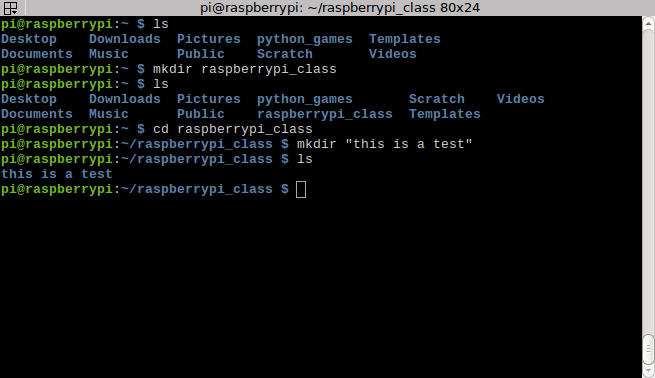 pi@raspberrypi: ~/raspberrypi_class 80x24
pi@raspberrypi:~ $ ls
Desktop    Downloads  Pictures  python_games  Templates
Documents  Music      Public    Scratch       Videos
pi@raspberrypi:~ $ mkdir raspberrypi_class
pi@raspberrypi:~ $ ls
Desktop    Downloads  Pictures  python_games       Scratch    Videos
Documents  Music      Public    raspberrypi_class  Templates
pi@raspberrypi:~ $ cd raspberrypi_class
pi@raspberrypi:~/raspberrypi_class $ mkdir "this is a test"
pi@raspberrypi:~/raspberrypi_class $ ls
this is a test
pi@raspberrypi:~/raspberrypi_class $